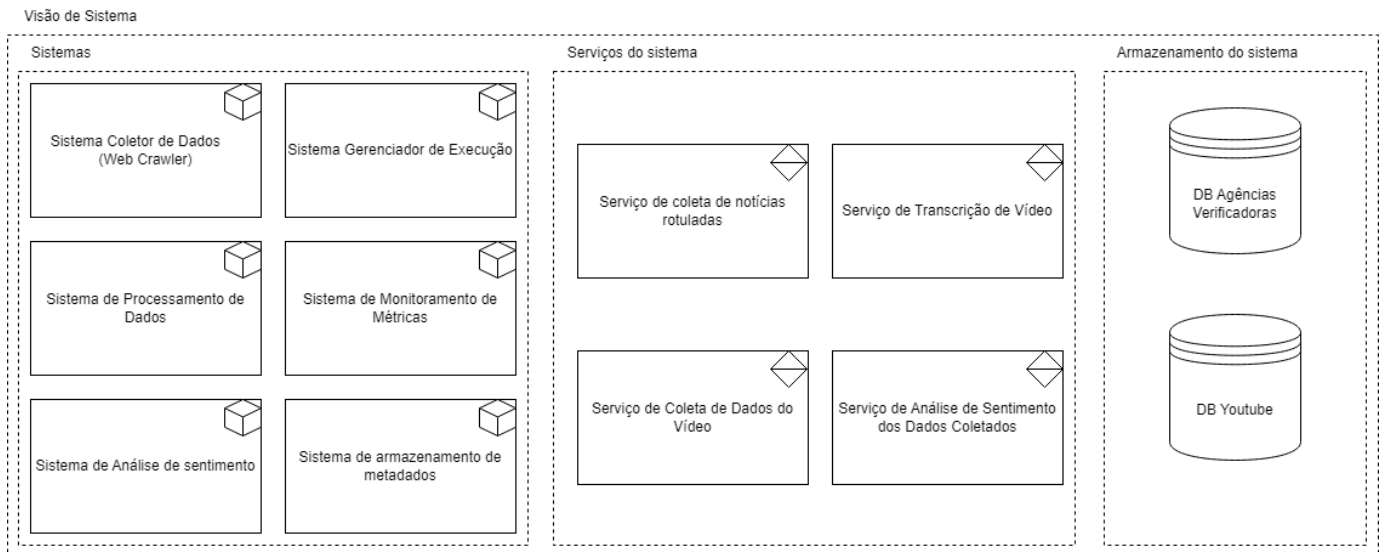 Visão de Sistema
Sistemas
Sistema Coletor de Dados
(Web Crawler)
Sistema Gerenciador de Execução
Sistema de Processamento de
Dados
Sistema de Monitoramento de
Métricas
Sistema de Análise de sentimento
Sistema de armazenamento de
metadados
Serviços do sistema
Serviço de coleta de notícias
rotuladas
Serviço de Transcrição de Vídeo
Serviço de Coleta de Dados do
Vídeo
Serviço de Análise de Sentimento
dos Dados Coletados
Armazenamento do sistema
DB Agências
Verificadoras
DB Youtube